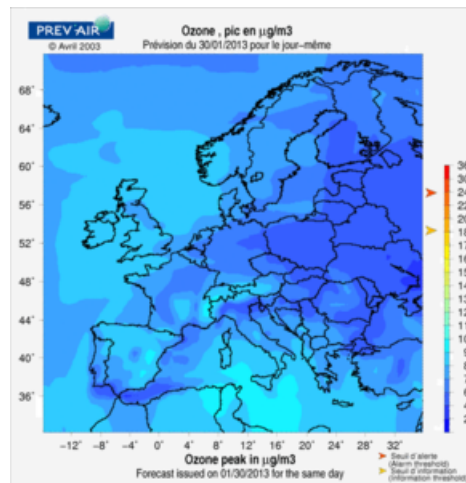 PREV'AIR
© Avril 2003
Ozone , pic en µg/m3
Prévision du 30/01/2013 pour le jour-même
68°
64°
60°
56°
52°
48°
44°
40°
36°
−12° −8° −4° 0° 4° 8° 12° 16° 20° 24° 28° 32°
Ozone peak in µg/m3
Forecast issued on 01/30/2013 for the same day
Seuil d'alerte
(Alarm threshold)
Seuil d'information
(Information threshold)